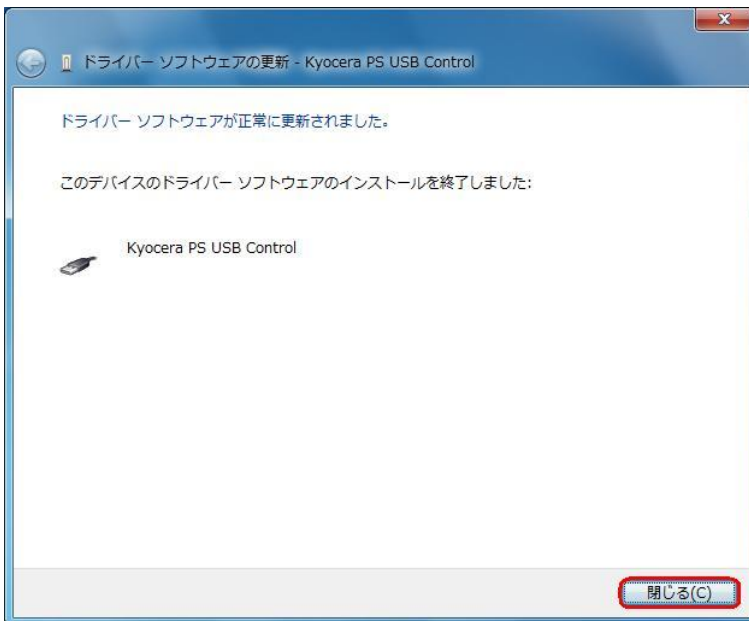 ドライバー ソフトウェアの更新 - Kyocera PS USB Control
ドライバー ソフトウェアが正常に更新されました。
このデバイスのドライバー ソフトウェアのインストールを終了しました:
Kyocera PS USB Control
閉じる(C)